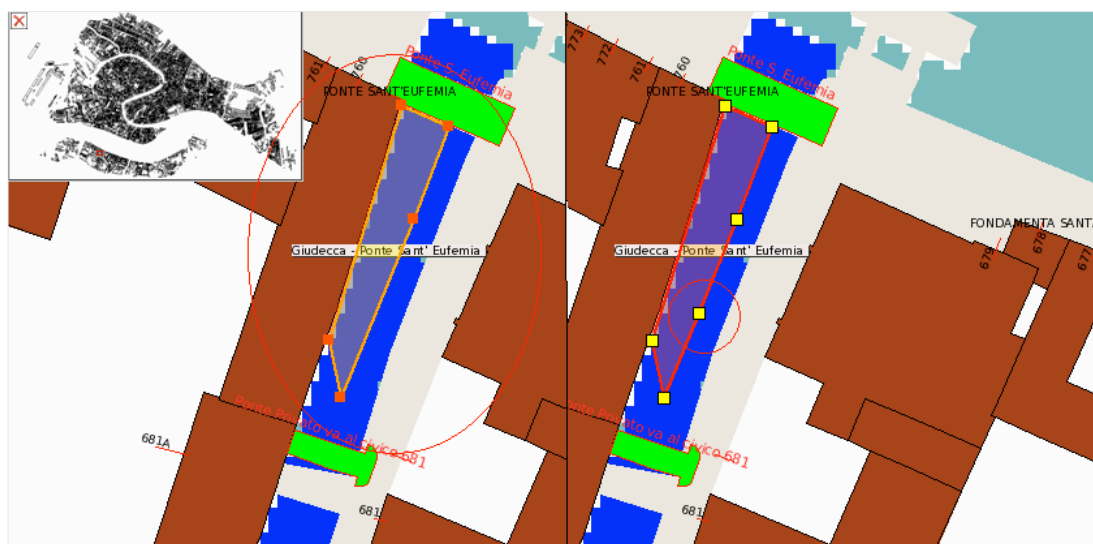 761
760
Ponte S. Eufemia
PONTE SANT'EUFEMIA
Giudecca - Ponte Sant' Eufemia
Ponte Privato va al civico 681
681A
681
773
772
761
760
Ponte S. Eufemia
PONTE SANT'EUFEMIA
FONDAMENTA SANT
679
678
677
Giudecca - Ponte Sant' Eufemia
Ponte Privato va al civico 681
681